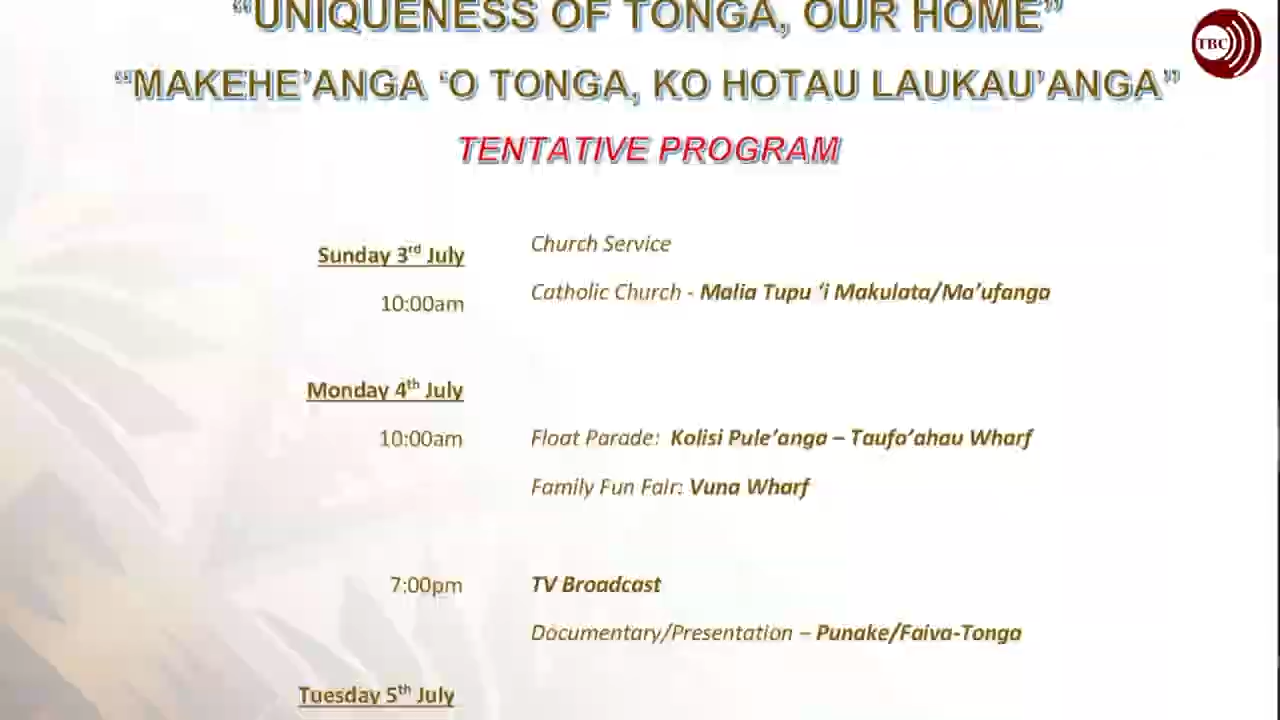 “UNIQUENESS OF TONGA, OUR HOME”
“MAKEHE’ANGA ‘O TONGA, KO HOTAU LAUKAU’ANGA”
TENTATIVE PROGRAM
TBC
Sunday 3rd July
Church Service
10:00am
Catholic Church - Malia Tupu ‘i Makulata/Ma’ufanga
Monday 4th July
10:00am
Float Parade: Kolisi Pule’anga – Taufa’ahau Wharf
Family Fun Fair: Vuna Wharf
7:00pm
TV Broadcast
Documentary/Presentation – Punake/Faiva-Tonga
Tuesday 5th July